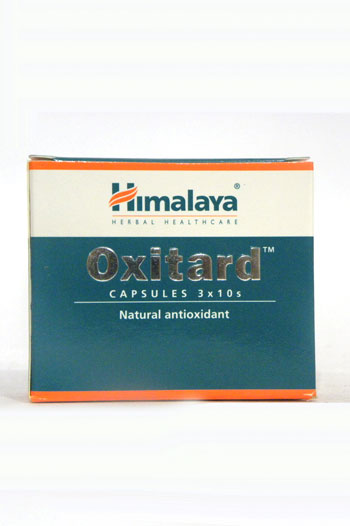 Himalaya®
HERBAL HEALTHCARE
Oxitard™
CAPSULES 3x10s
Natural antioxidant